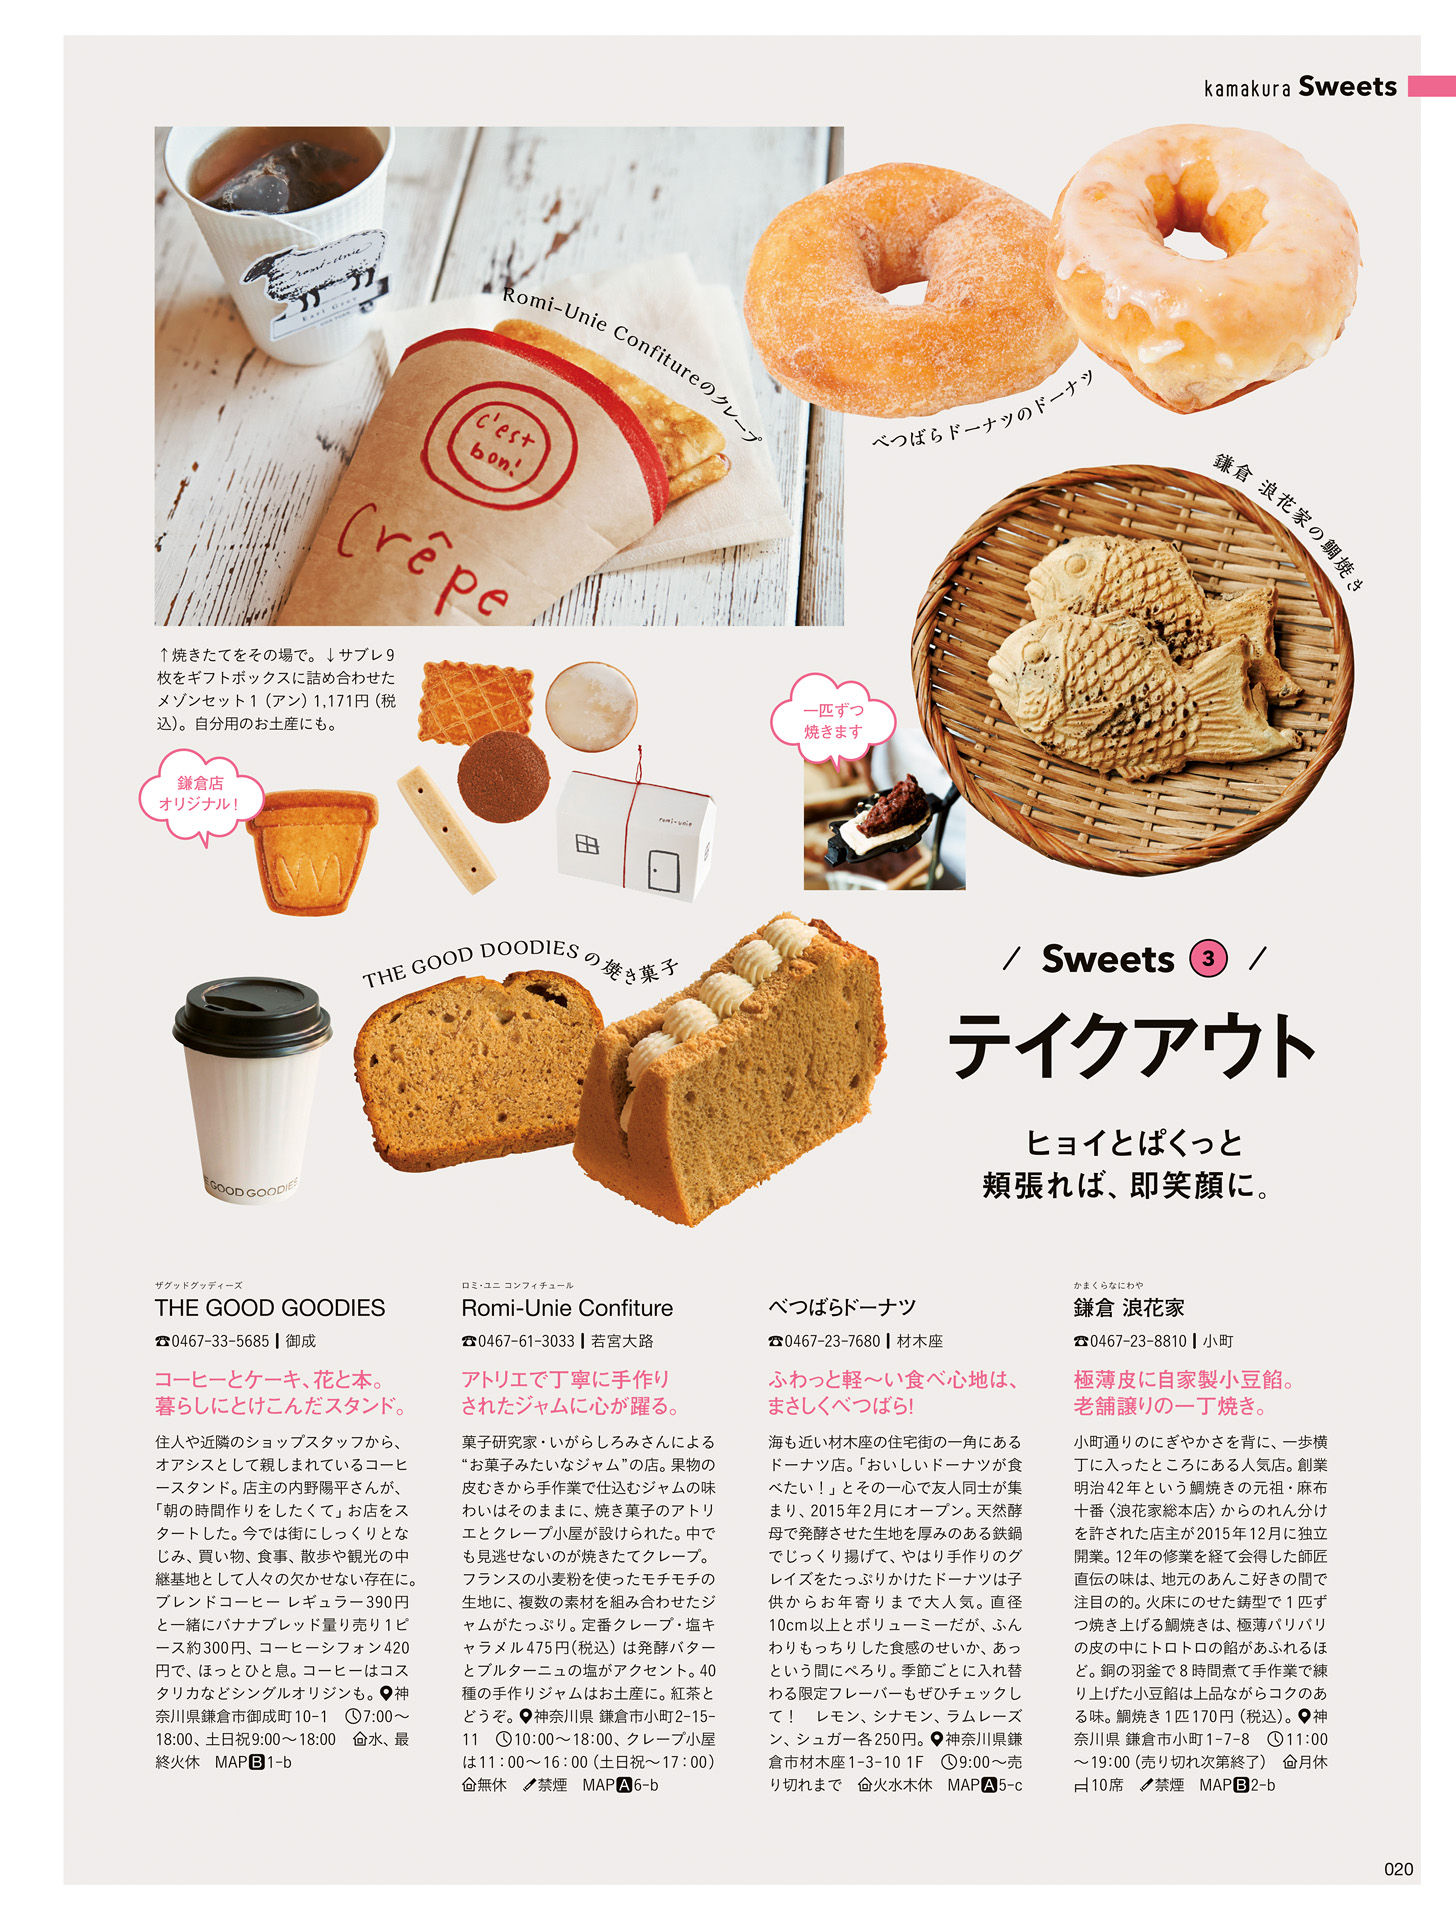 kamakura Sweets
romi-unie
Earl Grey
Romi-Unie Confitureのクレープ
c'est
bon!
Crêpe
べつばらドーナツのドーナツ
鎌倉 浪花家の鯛焼き
↑焼きたてをその場で。↓サブレ9
枚をギフトボックスに詰め合わせた
メゾンセット1（アン）1,171円（税
込）。自分用のお土産にも。
鎌倉店
オリジナル！
romi-unie
一匹ずつ
焼きます
THE GOOD DOODIESの焼き菓子
THE GOOD GOODIES
Sweets 3
テイクアウト
ヒョイとぱくっと
頬張れば、即笑顔に。
ザグッドグッディーズ
THE GOOD GOODIES
☎0467-33-5685 | 御成
コーヒーとケーキ、花と本。
暮らしにとけこんだスタンド。
住人や近隣のショップスタッフから、
オアシスとして親しまれているコーヒ
ースタンド。店主の内野陽平さんが、
「朝の時間作りをしたくて」お店をス
タートした。今では街にしっくりとな
じみ、買い物、食事、散歩や観光の中
継基地として人々の欠かせない存在に。
ブレンドコーヒー レギュラー390円
と一緒にバナナブレッド量り売り1ピ
ース約300円、コーヒーシフォン420
円で、ほっとひと息。コーヒーはコス
タリカなどシングルオリジンも。神
奈川県鎌倉市御成町10-1 7:00〜
18:00、土日祝9:00〜18:00 水、最
終火休 MAP B 1-b
ロミ・ユニ コンフィチュール
Romi-Unie Confiture
☎0467-61-3033 | 若宮大路
アトリエで丁寧に手作り
されたジャムに心が躍る。
菓子研究家・いがらしろみさんによる
“お菓子みたいなジャム”の店。果物の
皮むきから手作業で仕込むジャムの味
わいはそのままに、焼き菓子のアトリ
エとクレープ小屋が設けられた。中で
も見逃せないのが焼きたてクレープ。
フランスの小麦粉を使ったモチモチの
生地に、複数の素材を組み合わせたジ
ャムがたっぷり。定番クレープ・塩キ
ャラメル475円（税込）は発酵バター
とブルターニュの塩がアクセント。40
種の手作りジャムはお土産に。紅茶と
どうぞ。神奈川県 鎌倉市小町2-15-
11 10:00〜18:00、クレープ小屋
は11：00〜16：00（土日祝〜17：00）
無休 禁煙 MAP A 6-b
べつばらドーナツ
☎0467-23-7680 | 材木座
ふわっと軽〜い食べ心地は、
まさしくべつばら！
海も近い材木座の住宅街の一角にある
ドーナツ店。「おいしいドーナツが食
べたい！」とその一心で友人同士が集
まり、2015年2月にオープン。天然酵
母で発酵させた生地を厚みのある鉄鍋
でじっくり揚げて、やはり手作りのグ
レイズをたっぷりかけたドーナツは子
供からお年寄りまで大人気。直径
10cm以上とボリューミーだが、ふん
わりもっちりした食感のせいか、あっ
という間にぺろり。季節ごとに入れ替
わる限定フレーバーもぜひチェックし
て！ レモン、シナモン、ラムレーズ
ン、シュガー各250円。神奈川県鎌
倉市材木座1-3-10 1F 9:00〜売
り切れまで 火水木休 MAP A 5-c
かまくらなにわや
鎌倉 浪花家
☎0467-23-8810 | 小町
極薄皮に自家製小豆餡。
老舗譲りの一丁焼き。
小町通りのにぎやかさを背に、一歩横
丁に入ったところにある人気店。創業
明治42年という鯛焼きの元祖・麻布
十番〈浪花家総本店〉からのれん分け
を許された店主が2015年12月に独立
開業。12年の修業を経て会得した師匠
直伝の味は、地元のあんこ好きの間で
注目の的。火床にのせた鋳型で1匹ず
つ焼き上げる鯛焼きは、極薄パリパリ
の皮の中にトロトロの餡があふれるほ
ど。銅の羽釜で8時間煮て手作業で練
り上げた小豆餡は上品ながらコクのあ
る味。鯛焼き1匹170円（税込）。神
奈川県 鎌倉市小町1-7-8 11:00
〜19:00（売り切れ次第終了） 月休
10席 禁煙 MAP B 2-b
020